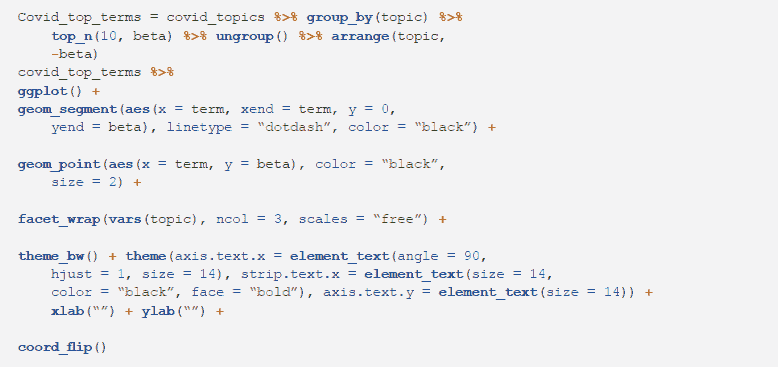 Covid_top_terms = covid_topics %>% group_by(topic) %>%
top_n(10, beta) %>% ungroup() %>% arrange(topic,
-beta)
covid_top_terms %>%
ggplot() +
geom_segment(aes(x = term, xend = term, y = 0,
yend = beta), linetype = “dotdash”, color = “black”) +
geom_point(aes(x = term, y = beta), color = “black”,
size = 2) +
facet_wrap(vars(topic), ncol = 3, scales = “free”) +
theme_bw() + theme(axis.text.x = element_text(angle = 90,
hjust = 1, size = 14), strip.text.x = element_text(size = 14,
color = “black”, face = “bold”), axis.text.y = element_text(size = 14)) +
xlab(“”) + ylab(“”) +
coord_flip()